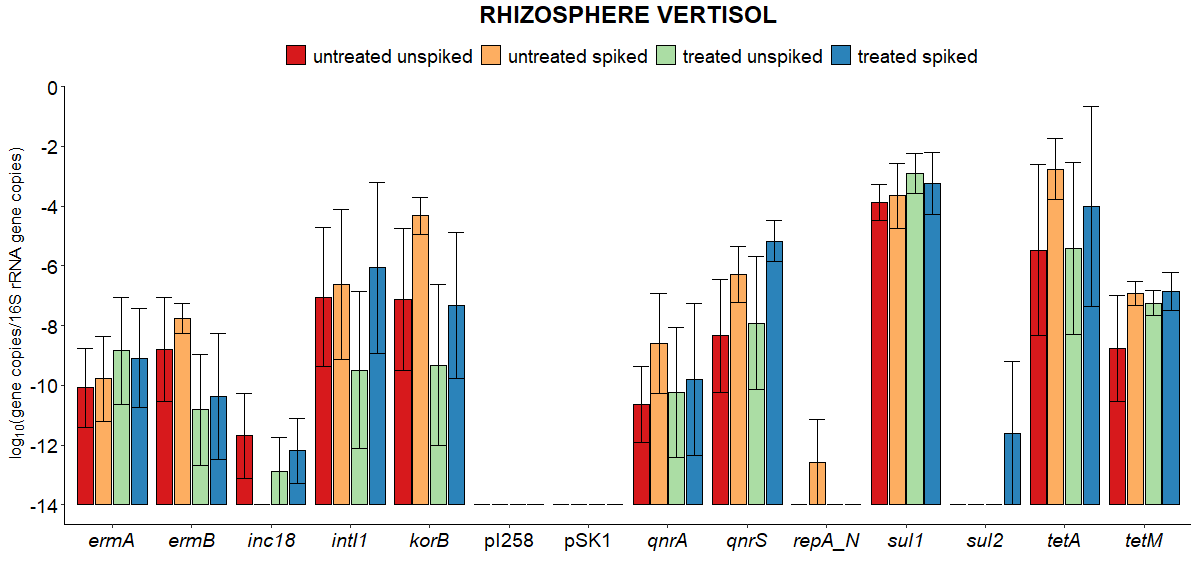 RHIZOSPHERE VERTISOL
untreated unspiked untreated spiked treated unspiked treated spiked
log₁₀(gene copies/16S rRNA gene copies)
0
-2
-4
-6
-8
-10
-12
-14
ermA ermB inc18 intI1 korB pI258 pSK1 qnrA qnrS repA_N sul1 sul2 tetA tetM